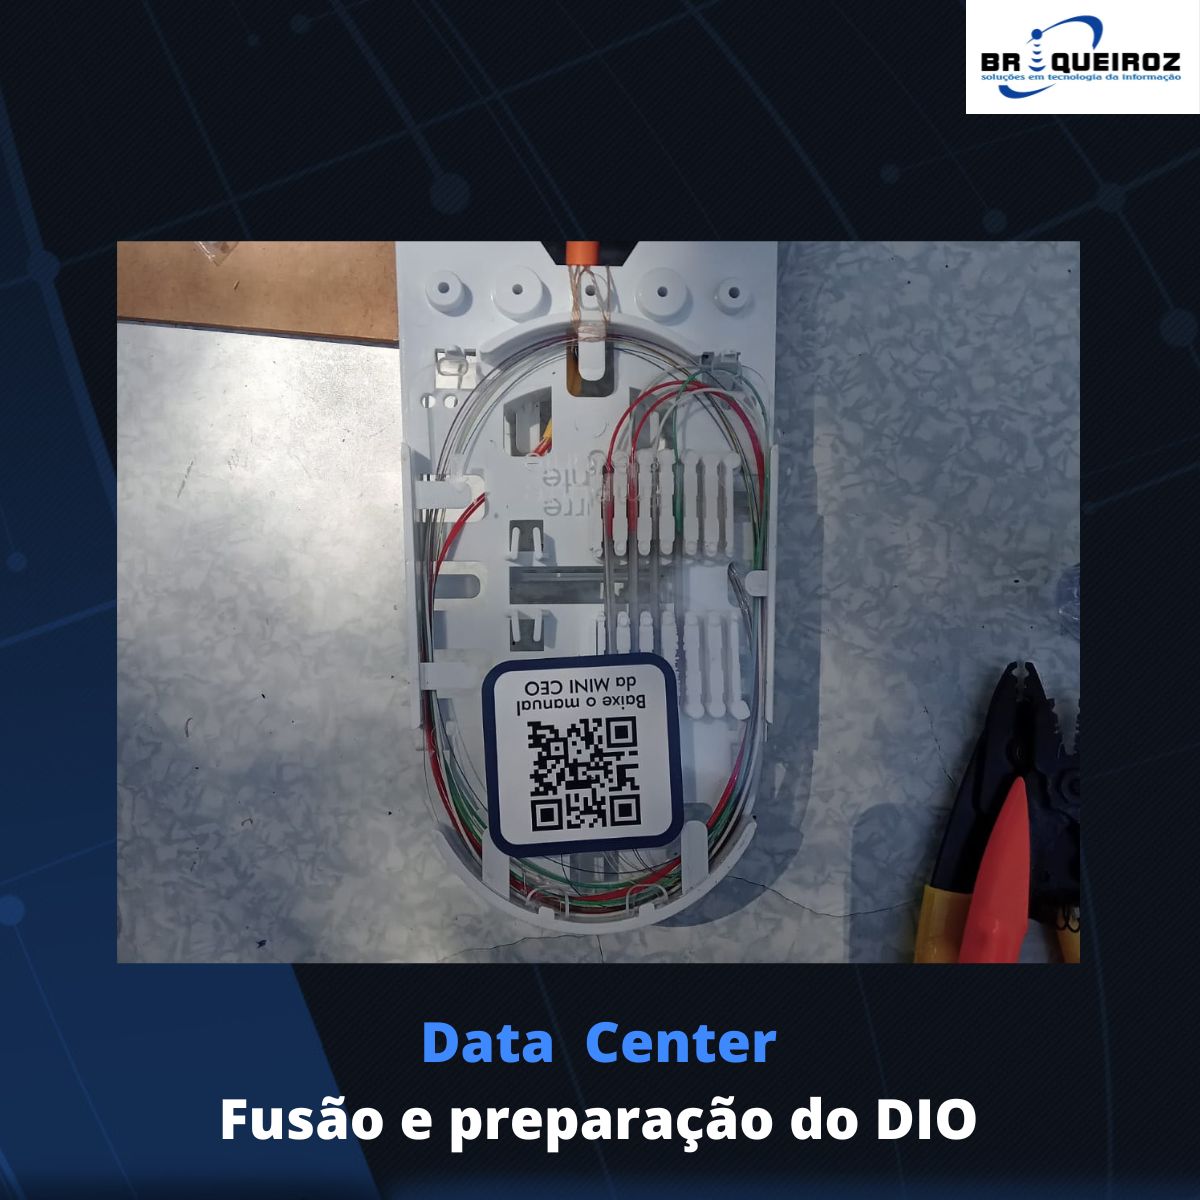 BR QUEIROZ
soluções em tecnologia da informação
Baixe o manual
da MINI CEO
Data Center
Fusão e preparação do DIO